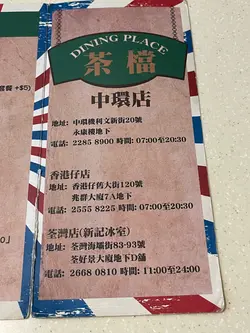 DINING PLACE
茶檔
中環店
地址: 中環機利文新街20號
永康樓地下
電話: 2285 8900 時間: 07:00至20:30
香港仔店
地址: 香港仔舊大街120號
兆群大廈7A地下
電話: 2555 8225 時間: 07:00至20:30
荃灣店(新記冰室)
地址: 荃灣海壩街83-93號
荃好景大廈地下D舖
電話: 2668 0810 時間: 11:00至24:00
套餐 +$5)